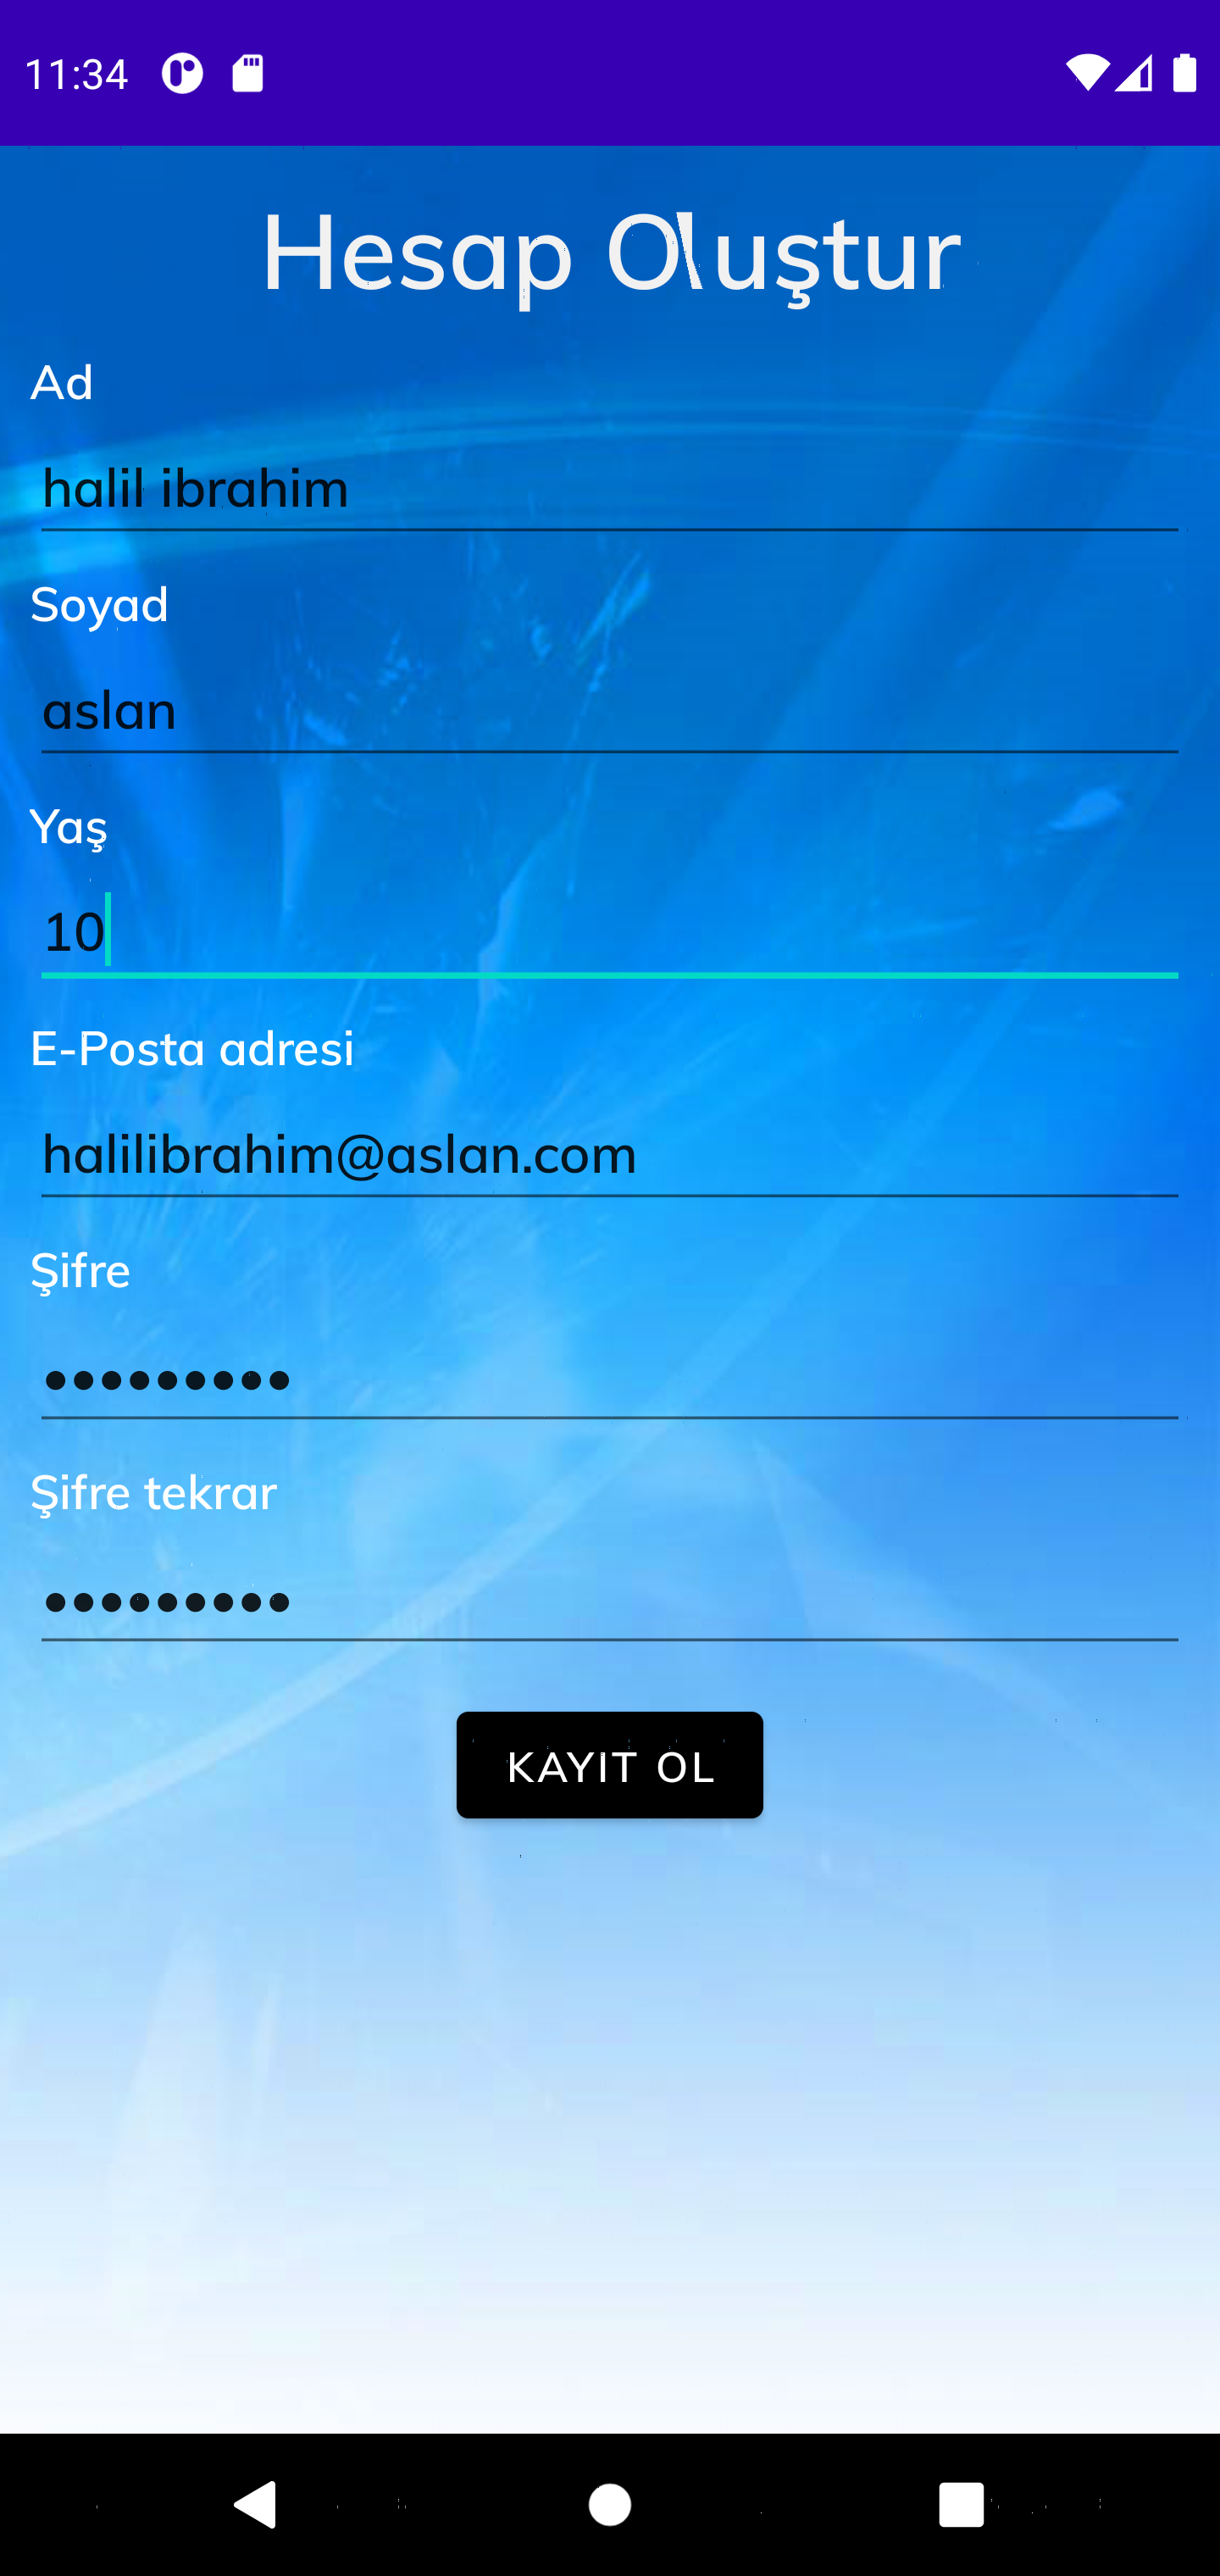 11:34
Hesap Oluştur
Ad
halil ibrahim
Soyad
aslan
Yaş
10
E-Posta adresi
halilibrahim@aslan.com
Şifre
•••••••••
Şifre tekrar
•••••••••
KAYIT OL